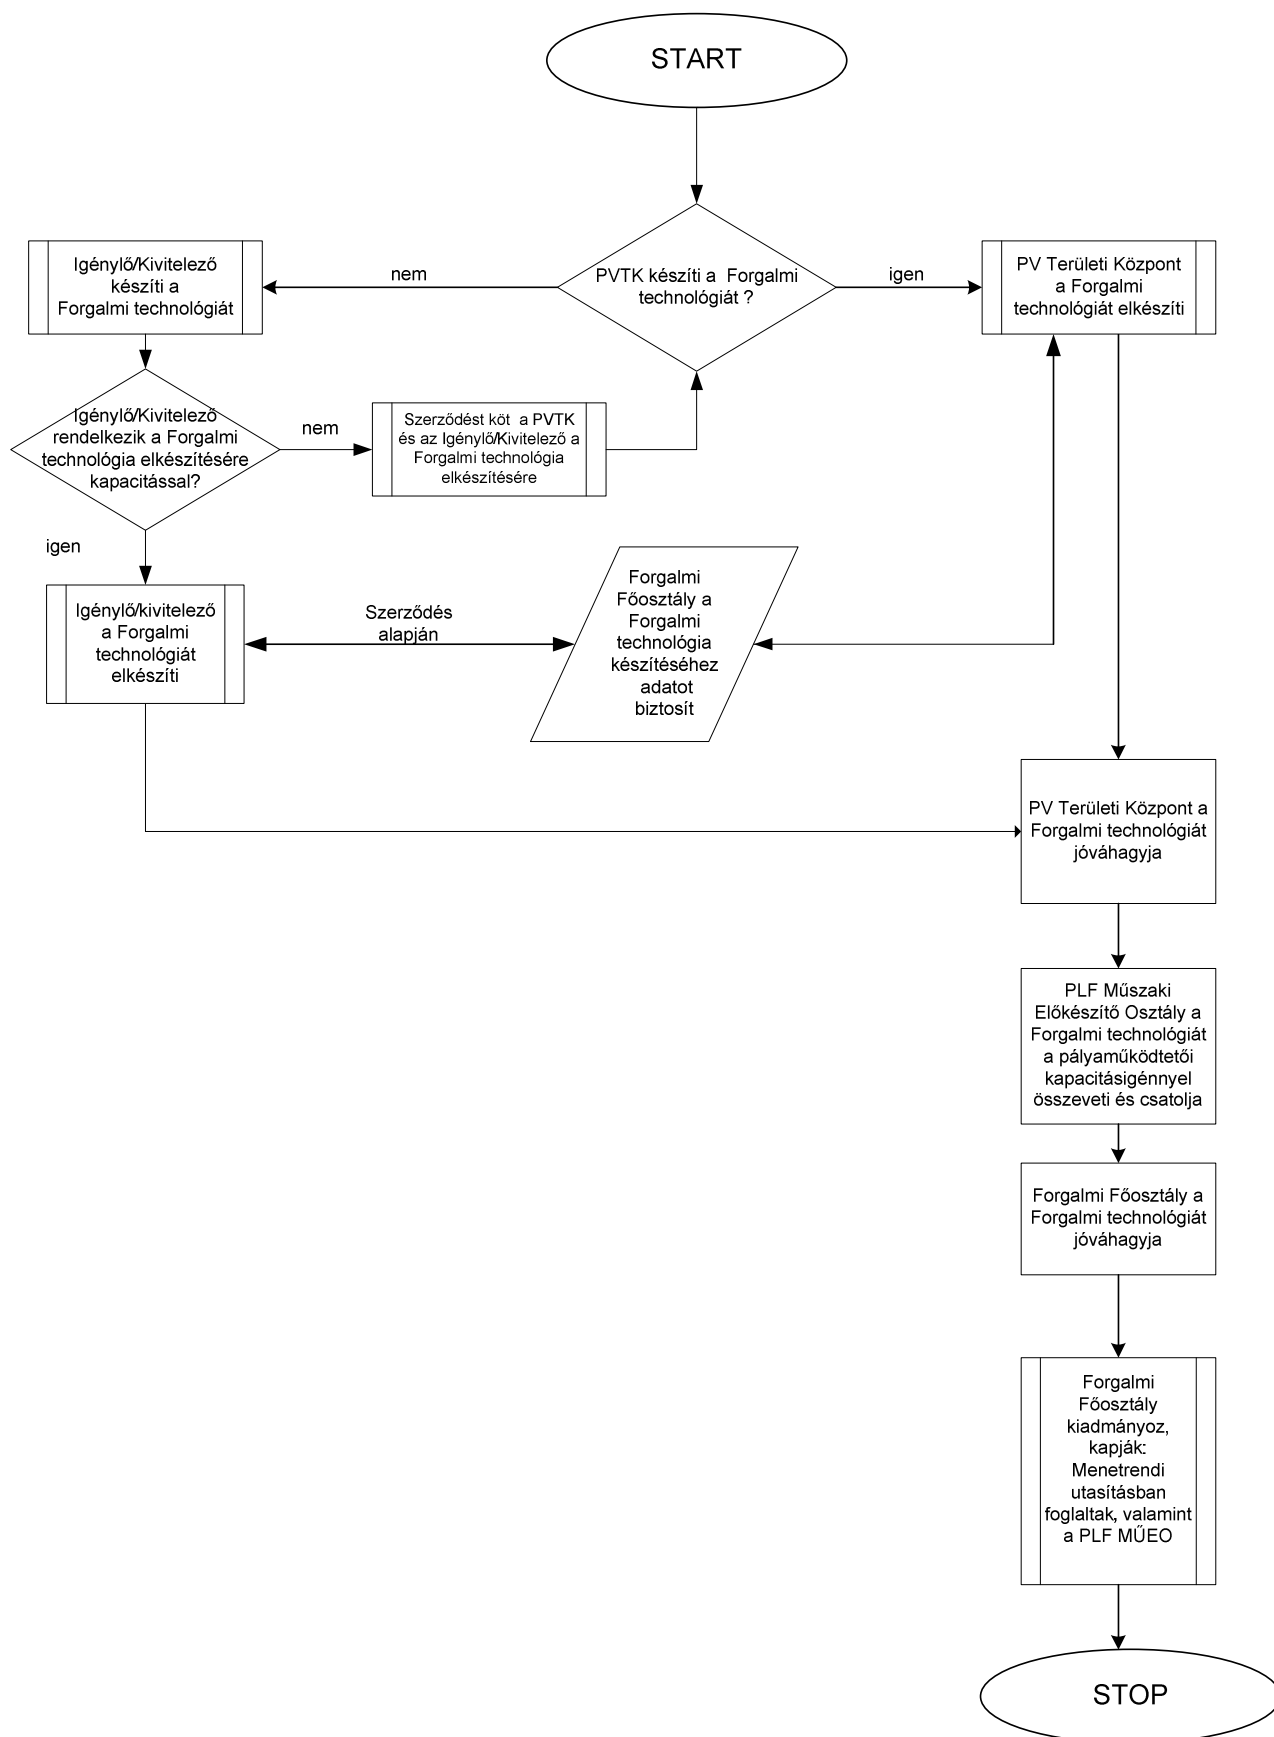 START
PVTK készíti a Forgalmi
technológiát ?
nem
igen
Igénylő/Kivitelező
készíti a
Forgalmi technológiát
PV Területi Központ
a Forgalmi
technológiát elkészíti
Igénylő/Kivitelező
rendelkezik a Forgalmi
technológia elkészítésére
kapacitással?
nem
Szerződést köt a PVTK
és az Igénylő/Kivitelező a
Forgalmi technológia
elkészítésére
igen
Igénylő/kivitelező
a Forgalmi
technológiát
elkészíti
Szerződés
alapján
Forgalmi
Főosztály a
Forgalmi
technológia
készítéséhez
adatot
biztosít
PV Területi Központ a
Forgalmi technológiát
jóváhagyja
PLF Műszaki
Előkészítő Osztály a
Forgalmi technológiát
a pályaműködtetői
kapacitásigénnyel
összeveti és csatolja
Forgalmi Főosztály a
Forgalmi technológiát
jóváhagyja
Forgalmi
Főosztály
kiadmányoz,
kapják:
Menetrendi
utasításban
foglaltak, valamint
a PLF MŰEO
STOP